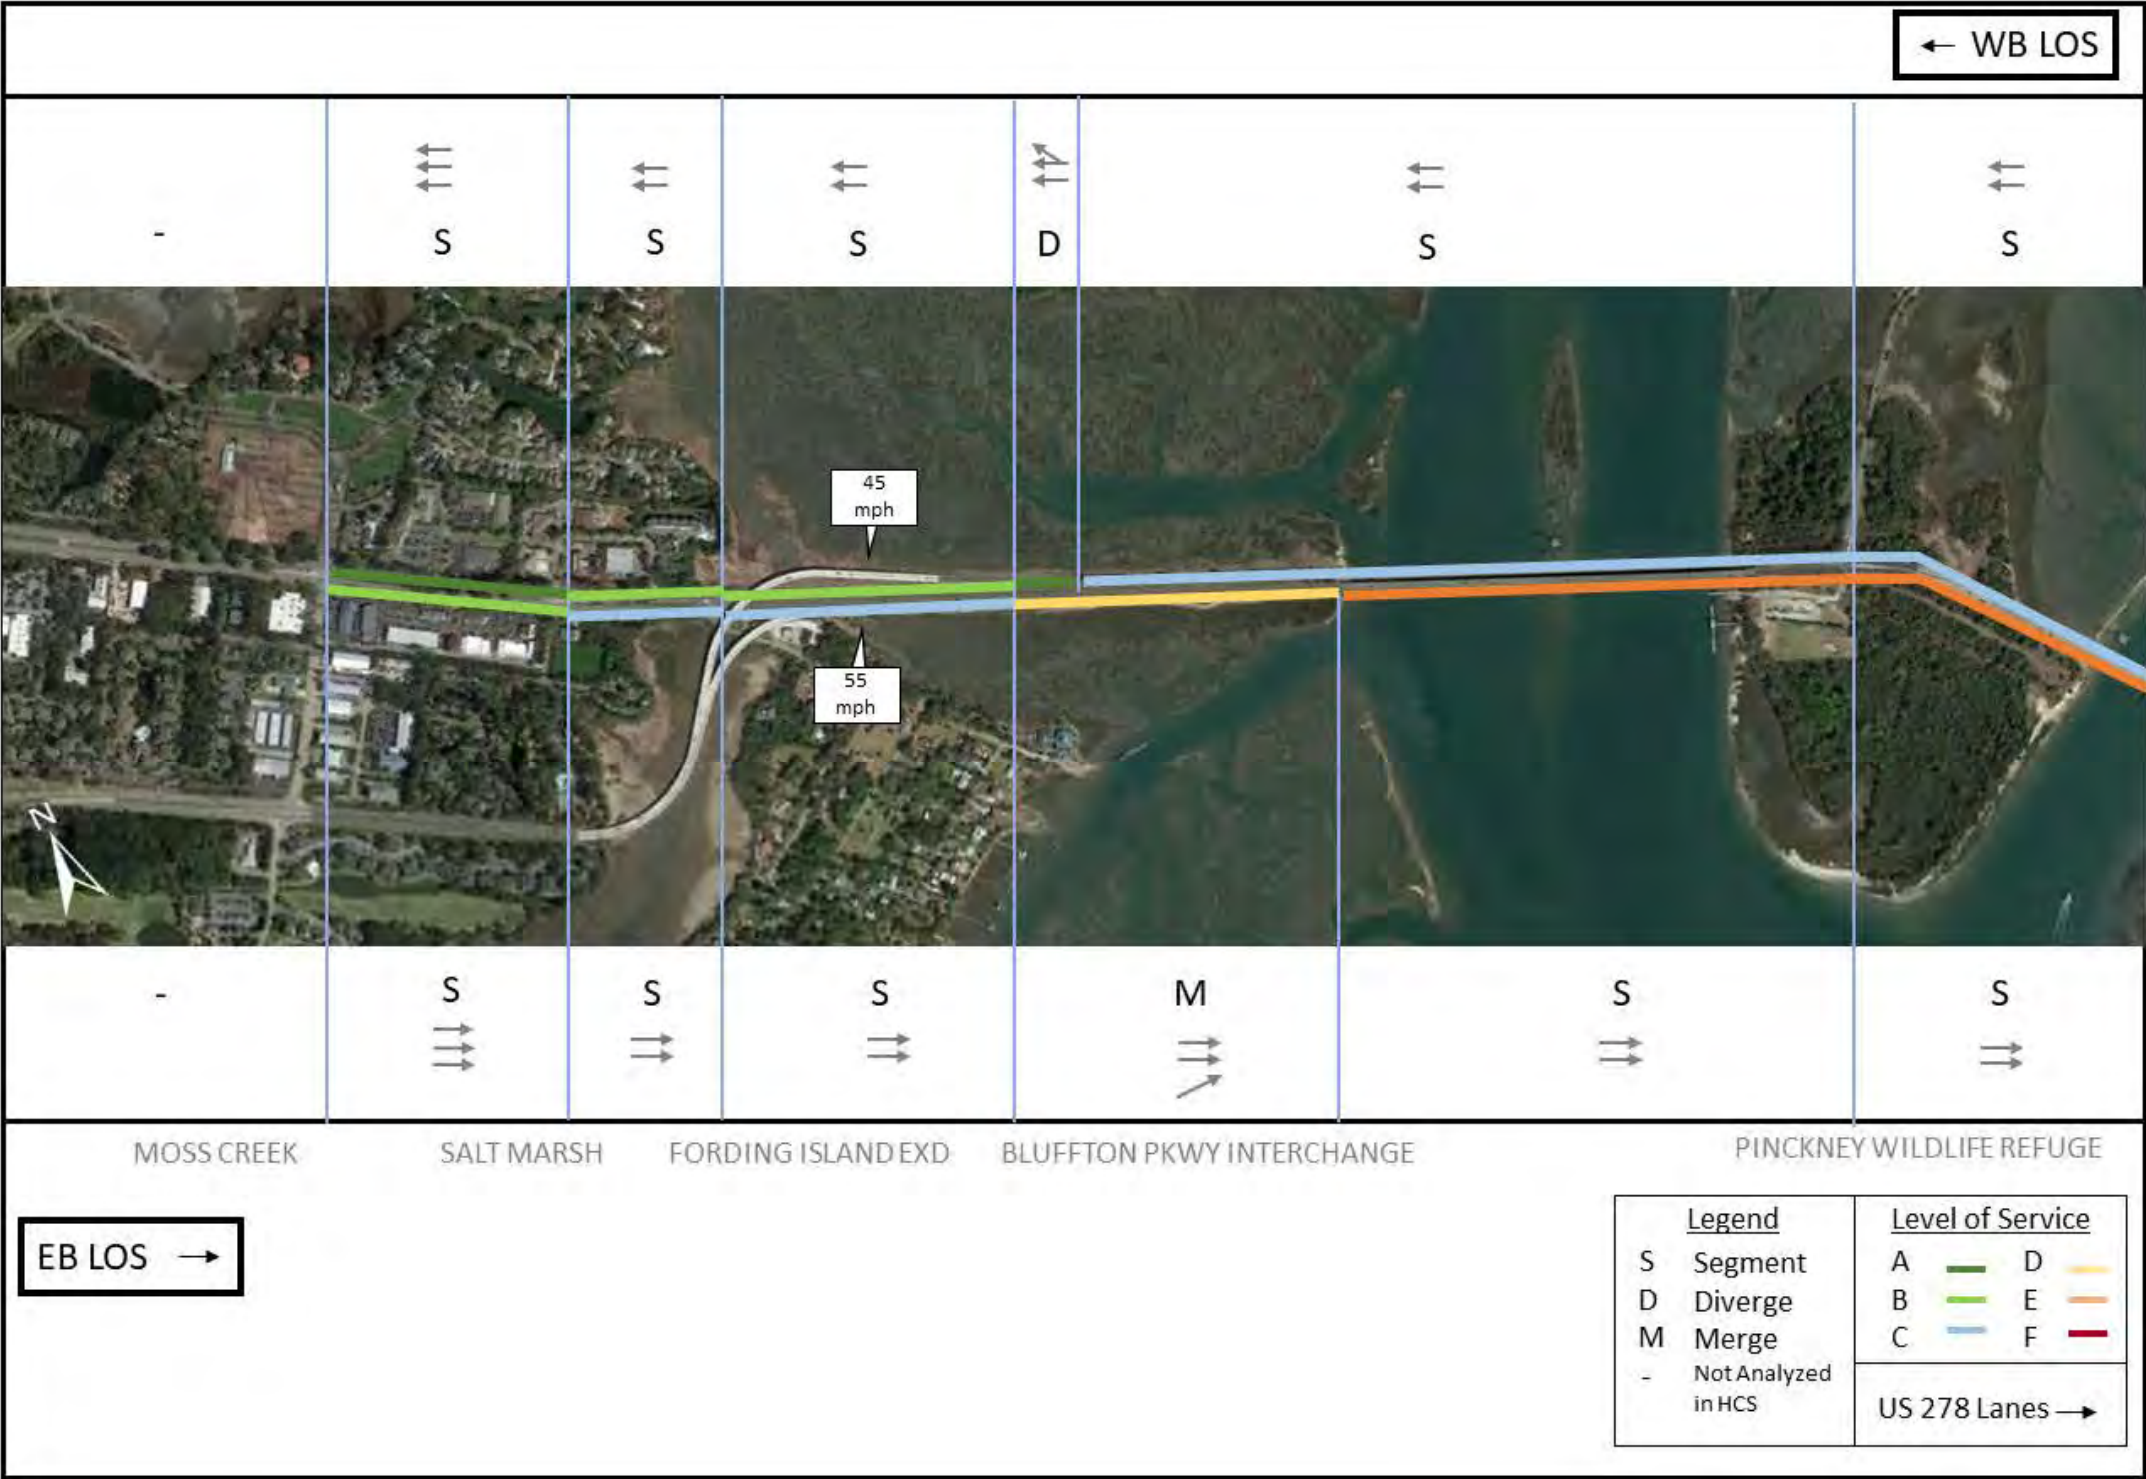 ← WB LOS
- S S S D S S
45
mph
55
mph
N
- S S S M S S
MOSS CREEK SALT MARSH FORDING ISLAND EXD BLUFFTON PKWY INTERCHANGE PINCKNEY WILDLIFE REFUGE
EB LOS →
Legend
S Segment
D Diverge
M Merge
- Not Analyzed
in HCS
Level of Service
A D
B E
C F
US 278 Lanes →